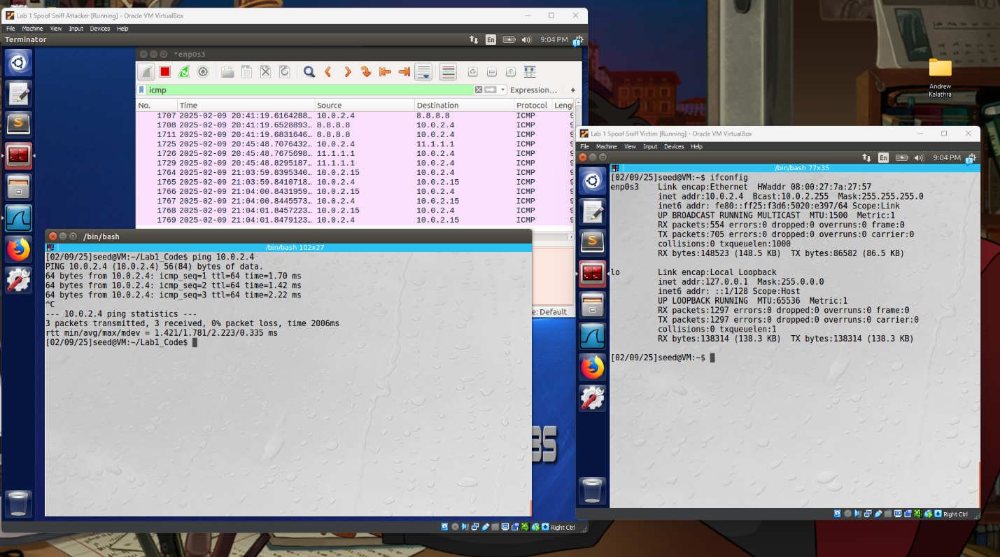 Lab 1 Spoof Sniff Attacker [Running] - Oracle VM VirtualBox
File Machine View Input Devices Help
Terminator En 9:04 PM
*enp0s3
icmp Expression… +
No. Time Source Destination Protocol Leng
1707 2025-02-09 20:41:19.6164288… 10.0.2.4 8.8.8.8 ICMP 9
1708 2025-02-09 20:41:19.6528893… 8.8.8.8 10.0.2.4 ICMP 9
1711 2025-02-09 20:41:19.6831646… 8.8.8.8 10.0.2.4 ICMP 9
1725 2025-02-09 20:45:48.7076432… 10.0.2.4 11.1.1.1 ICMP 9
1726 2025-02-09 20:45:48.7675698… 11.1.1.1 10.0.2.4 ICMP 9
1729 2025-02-09 20:45:48.8295187… 11.1.1.1 10.0.2.4 ICMP 9
1764 2025-02-09 21:03:59.8395340… 10.0.2.15 10.0.2.4 ICMP 9
1765 2025-02-09 21:03:59.8410718… 10.0.2.4 10.0.2.15 ICMP 9
1766 2025-02-09 21:04:00.8431959… 10.0.2.15 10.0.2.4 ICMP 9
1767 2025-02-09 21:04:00.8445573… 10.0.2.4 10.0.2.15 ICMP 9
1768 2025-02-09 21:04:01.8457223… 10.0.2.15 10.0.2.4 ICMP 9
1769 2025-02-09 21:04:01.8479123… 10.0.2.4 10.0.2.15 ICMP 9
/bin/bash
/bin/bash 102x27
[02/09/25]seed@VM:~/Lab1_Code$ ping 10.0.2.4
PING 10.0.2.4 (10.0.2.4) 56(84) bytes of data.
64 bytes from 10.0.2.4: icmp_seq=1 ttl=64 time=1.70 ms
64 bytes from 10.0.2.4: icmp_seq=2 ttl=64 time=1.42 ms
64 bytes from 10.0.2.4: icmp_seq=3 ttl=64 time=2.22 ms
^C
--- 10.0.2.4 ping statistics ---
3 packets transmitted, 3 received, 0% packet loss, time 2006ms
rtt min/avg/max/mdev = 1.421/1.781/2.223/0.335 ms
[02/09/25]seed@VM:~/Lab1_Code$
e: Default
Right Ctrl
Andrew
Kalathra
Lab 1 Spoof Sniff Victim [Running] - Oracle VM VirtualBox
File Machine View Input Devices Help
En 9:04 PM
/bin/bash 77x35
[02/09/25]seed@VM:~$ ifconfig
enp0s3 Link encap:Ethernet HWaddr 08:00:27:7a:27:57
inet addr:10.0.2.4 Bcast:10.0.2.255 Mask:255.255.255.0
inet6 addr: fe80::ff25:f3d6:5020:e397/64 Scope:Link
UP BROADCAST RUNNING MULTICAST MTU:1500 Metric:1
RX packets:554 errors:0 dropped:0 overruns:0 frame:0
TX packets:705 errors:0 dropped:0 overruns:0 carrier:0
collisions:0 txqueuelen:1000
RX bytes:148523 (148.5 KB) TX bytes:86582 (86.5 KB)
lo Link encap:Local Loopback
inet addr:127.0.0.1 Mask:255.0.0.0
inet6 addr: ::1/128 Scope:Host
UP LOOPBACK RUNNING MTU:65536 Metric:1
RX packets:1297 errors:0 dropped:0 overruns:0 frame:0
TX packets:1297 errors:0 dropped:0 overruns:0 carrier:0
collisions:0 txqueuelen:1
RX bytes:138314 (138.3 KB) TX bytes:138314 (138.3 KB)
[02/09/25]seed@VM:~$
Right Ctrl